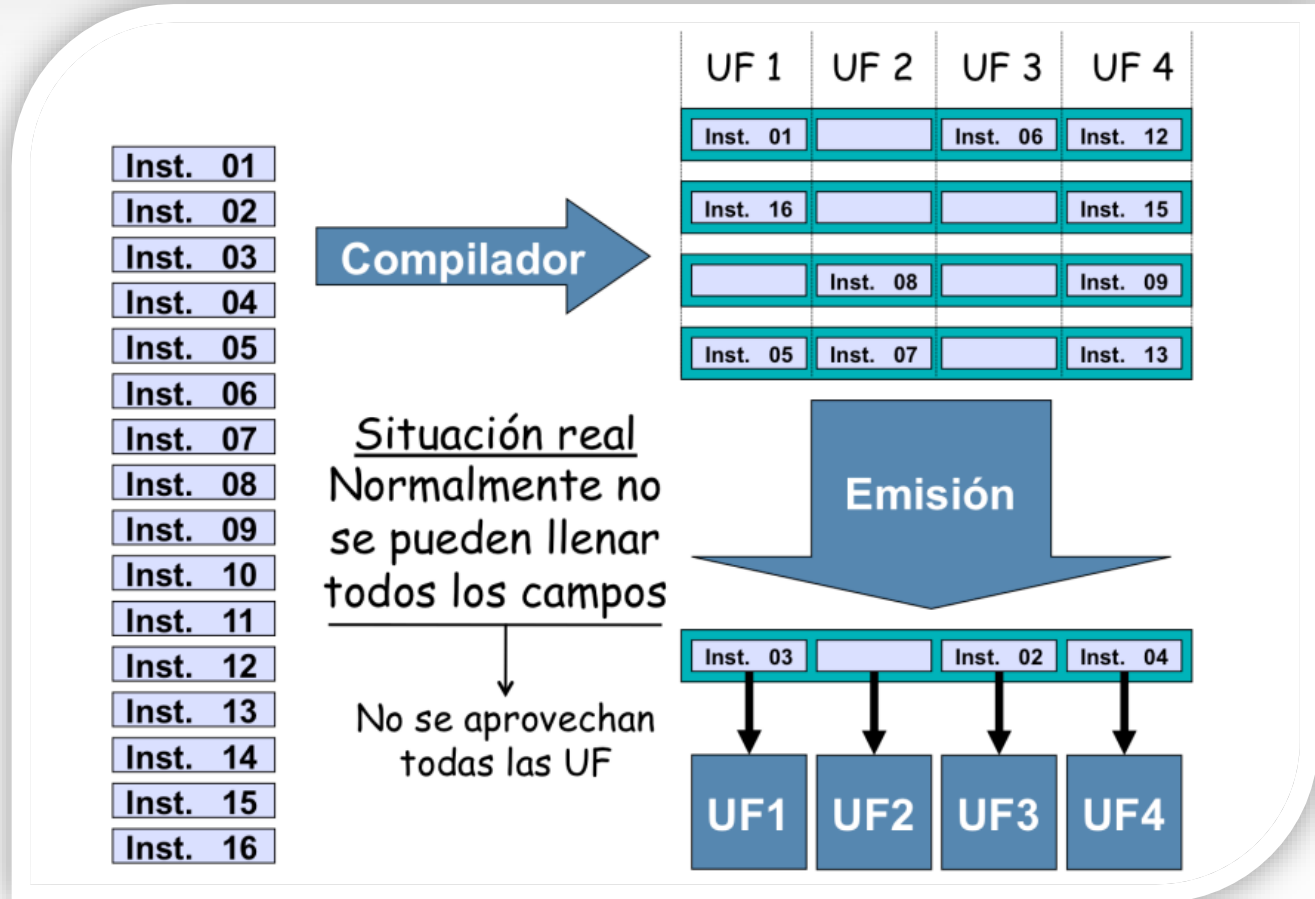 Inst. 01
Inst. 02
Inst. 03
Inst. 04
Inst. 05
Inst. 06
Inst. 07
Inst. 08
Inst. 09
Inst. 10
Inst. 11
Inst. 12
Inst. 13
Inst. 14
Inst. 15
Inst. 16
Compilador
Situación real
Normalmente no
se pueden llenar
todos los campos
No se aprovechan
todas las UF
UF 1 UF 2 UF 3 UF 4
Inst. 01 Inst. 06 Inst. 12
Inst. 16 Inst. 15
Inst. 08 Inst. 09
Inst. 05 Inst. 07 Inst. 13
Emisión
Inst. 03 Inst. 02 Inst. 04
UF1 UF2 UF3 UF4